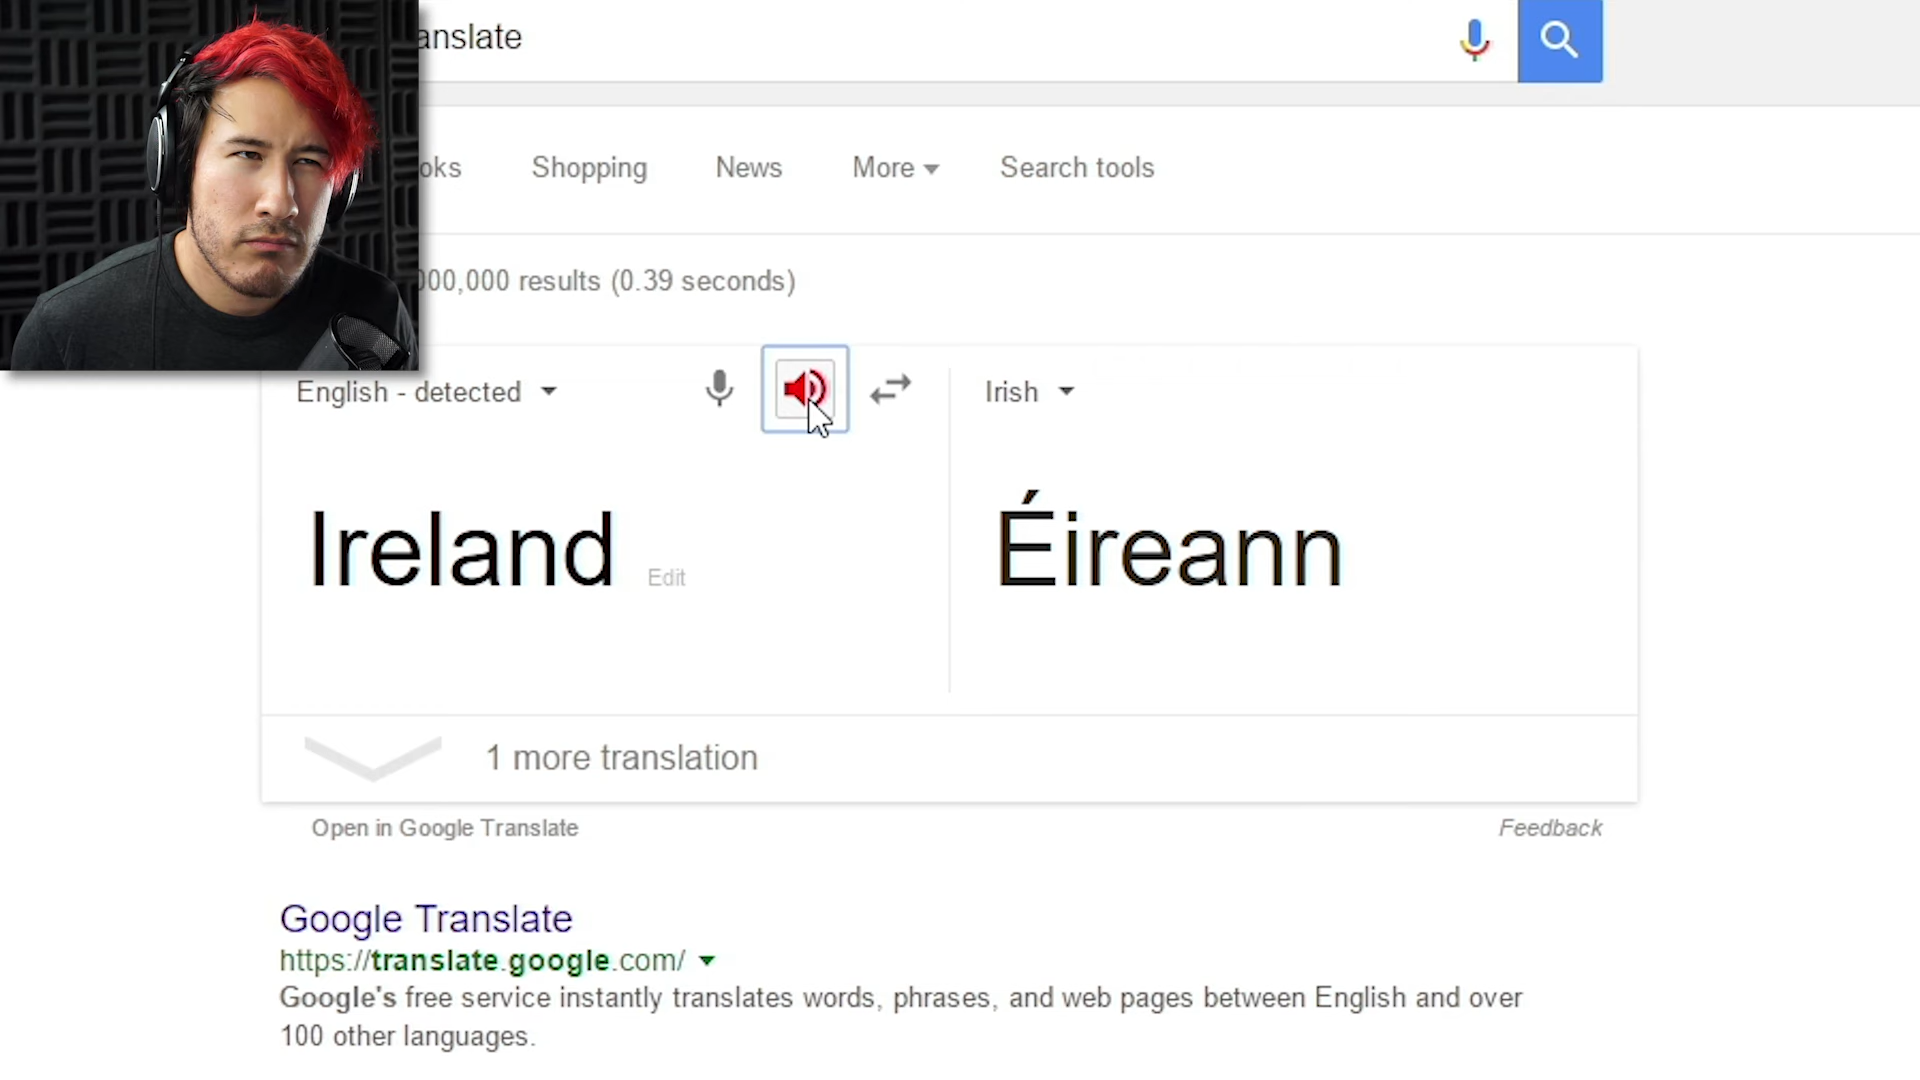 anslate
oks Shopping News More Search tools
000,000 results (0.39 seconds)
English - detected Irish
Ireland Edit Éireann
1 more translation
Open in Google Translate Feedback
Google Translate
https://translate.google.com/
Google's free service instantly translates words, phrases, and web pages between English and over
100 other languages.